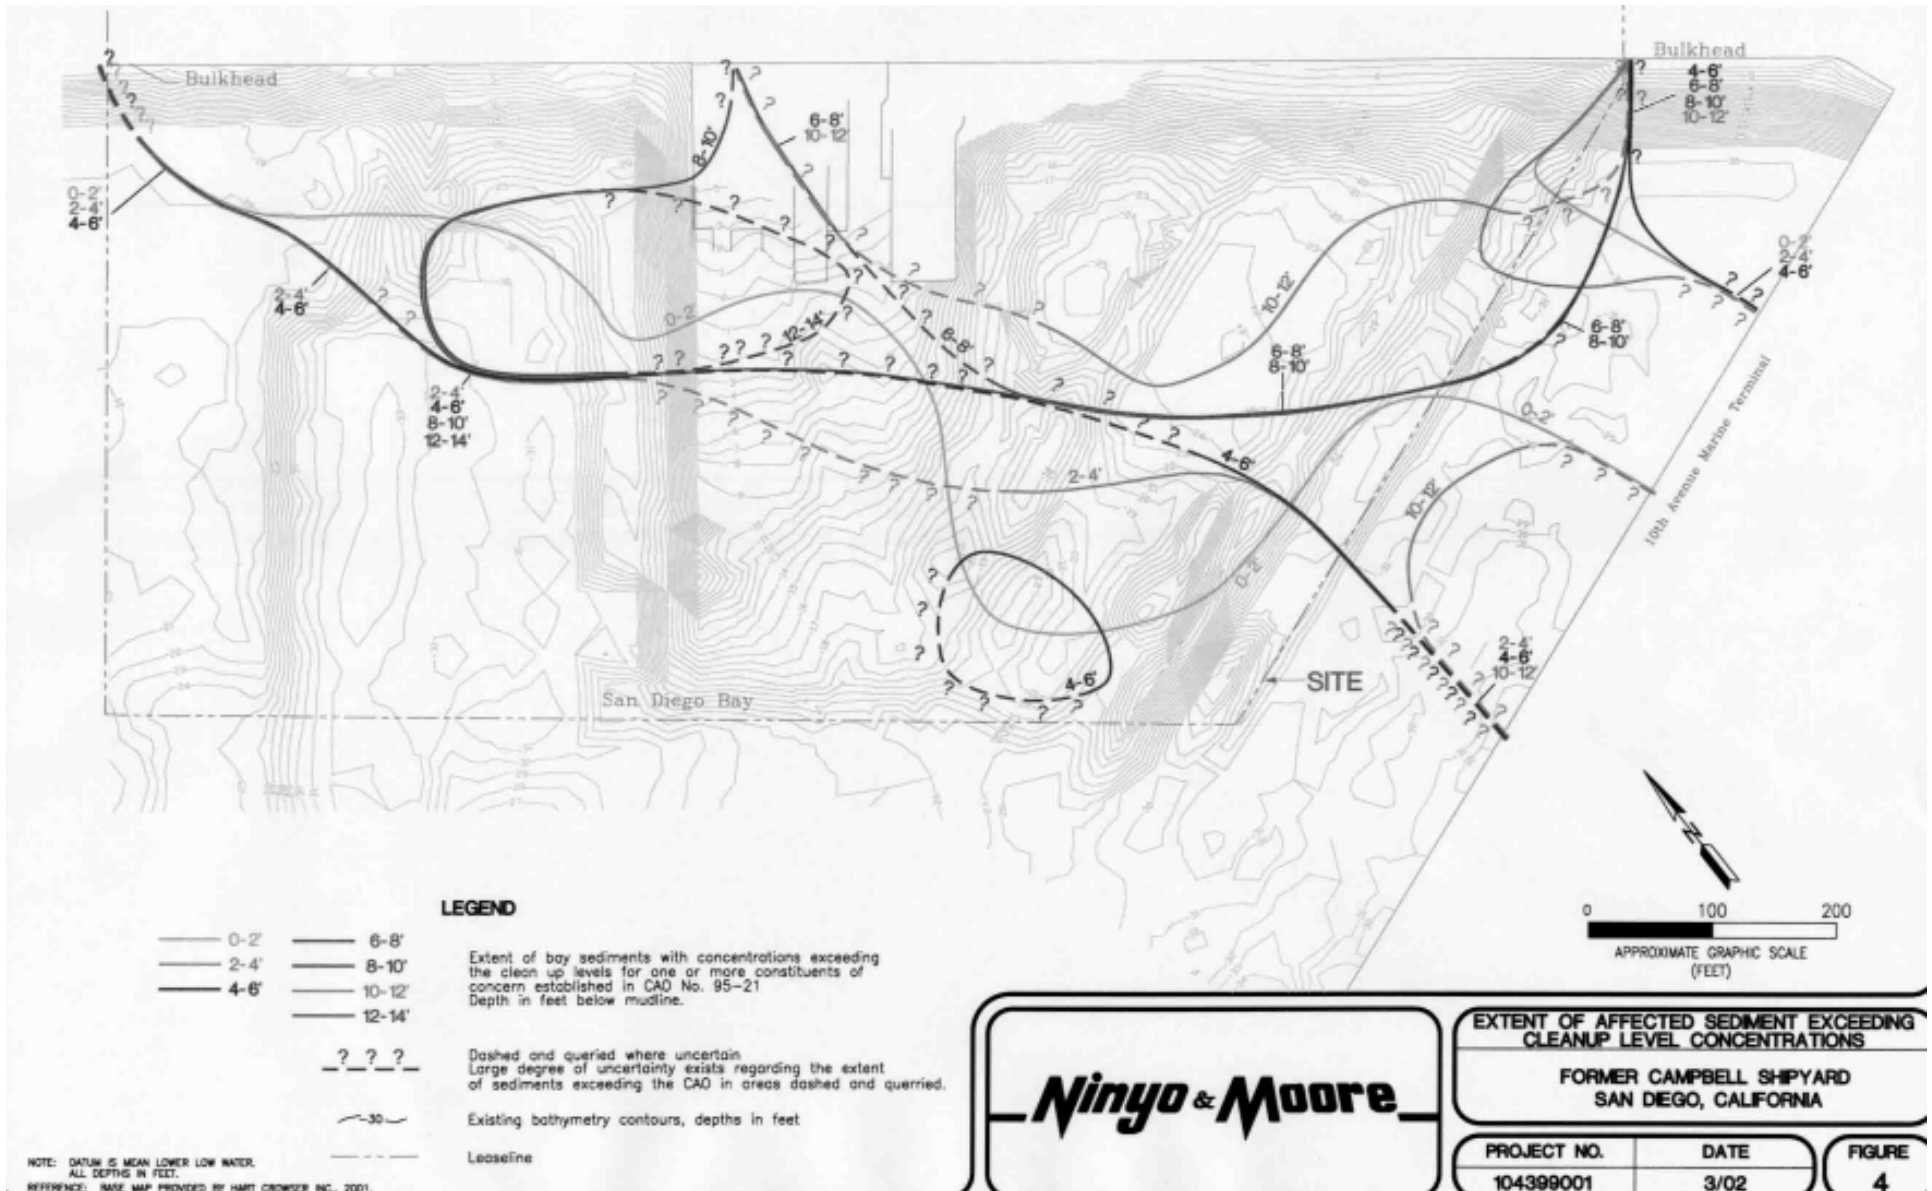 Bulkhead
Bulkhead
4-6'
6-8'
8-10'
10-12'
6-8'
10-12'
8-10'
0-2'
2-4'
4-6'
2-4'
4-6'
0-2'
12-14'
6-8'
10-12'
0-2'
2-4'
4-6'
6-8'
8-10'
6-8'
8-10'
2-4'
4-6'
8-10'
12-14'
0-2'
10th Avenue Marine Terminal
4-6'
2-4'
10-12'
0-2'
4-6'
2-4'
4-6'
10-12'
SITE
San Diego Bay
N
0 100 200
APPROXIMATE GRAPHIC SCALE
(FEET)
LEGEND
0-2' 6-8'
2-4' 8-10'
4-6' 10-12'
12-14'
Extent of bay sediments with concentrations exceeding
the clean up levels for one or more constituents of
concern established in CAO No. 95-21
Depth in feet below mudline.
? ? ?
Dashed and queried where uncertain
Large degree of uncertainty exists regarding the extent
of sediments exceeding the CAO in areas dashed and querried.
-30
Existing bathymetry contours, depths in feet
Leaseline
NOTE: DATUM IS MEAN LOWER LOW WATER.
ALL DEPTHS IN FEET.
REFERENCE: BASE MAP PROVIDED BY HART CROWSER INC., 2001.
Ninyo & Moore
EXTENT OF AFFECTED SEDIMENT EXCEEDING
CLEANUP LEVEL CONCENTRATIONS
FORMER CAMPBELL SHIPYARD
SAN DIEGO, CALIFORNIA
PROJECT NO. DATE FIGURE
104399001 3/02 4